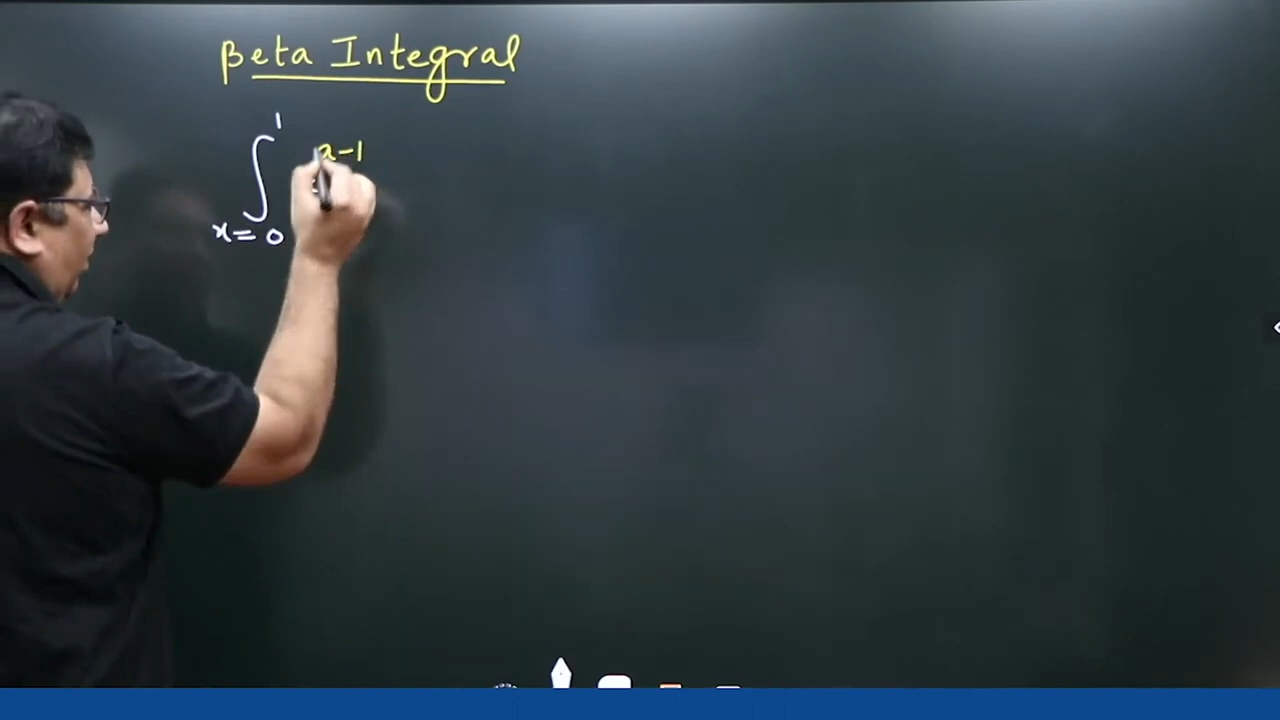 Beta Integral
1
a-1
x = 0